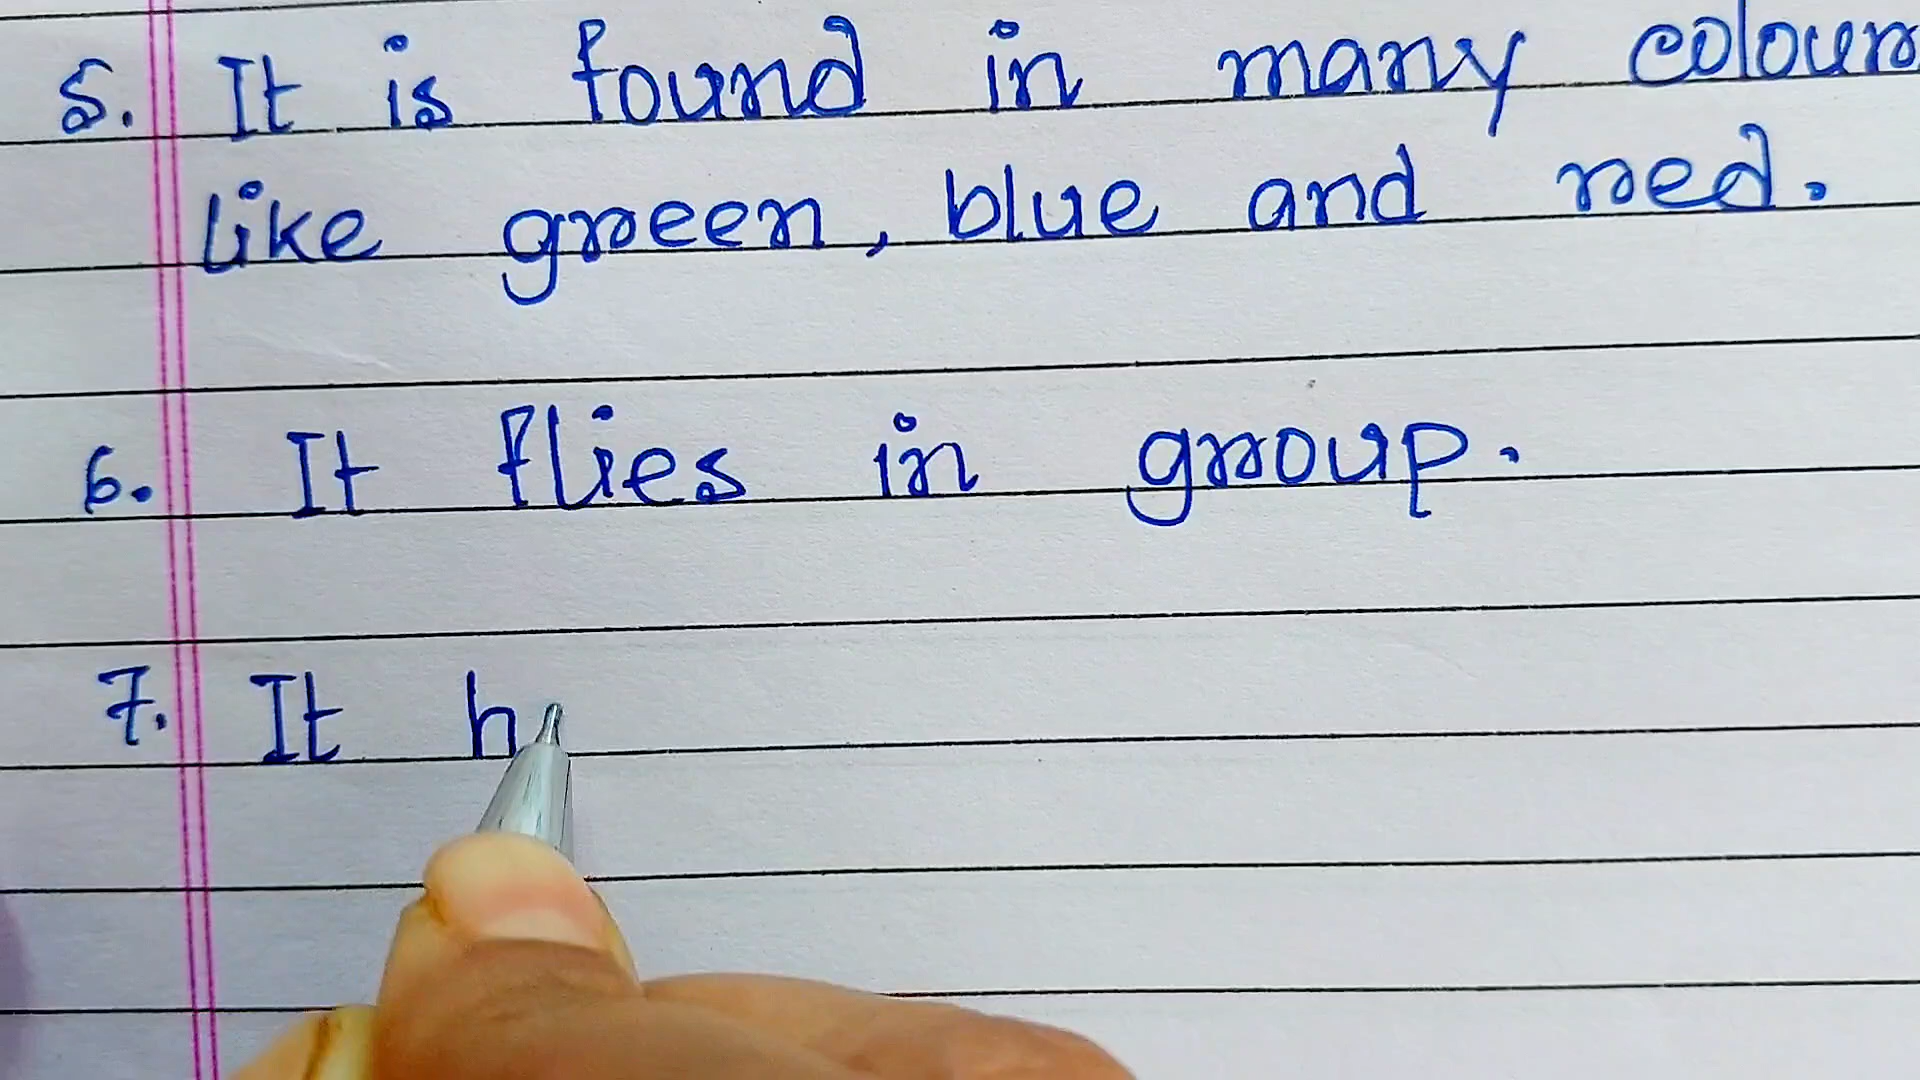 5. It is found in many colours
like green, blue and red.
6. It flies in group.
7. It h